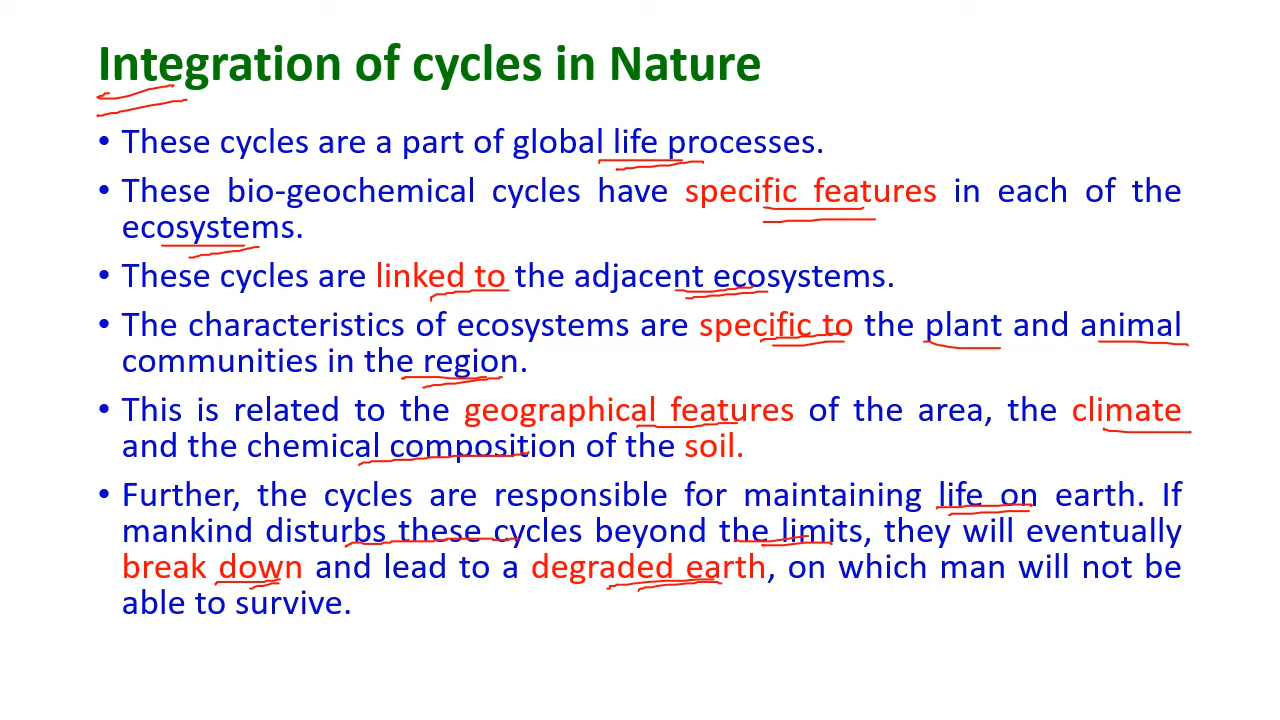 Integration of cycles in Nature
• These cycles are a part of global life processes.
• These bio-geochemical cycles have specific features in each of the
ecosystems.
• These cycles are linked to the adjacent ecosystems.
• The characteristics of ecosystems are specific to the plant and animal
communities in the region.
• This is related to the geographical features of the area, the climate
and the chemical composition of the soil.
• Further, the cycles are responsible for maintaining life on earth. If
mankind disturbs these cycles beyond the limits, they will eventually
break down and lead to a degraded earth, on which man will not be
able to survive.